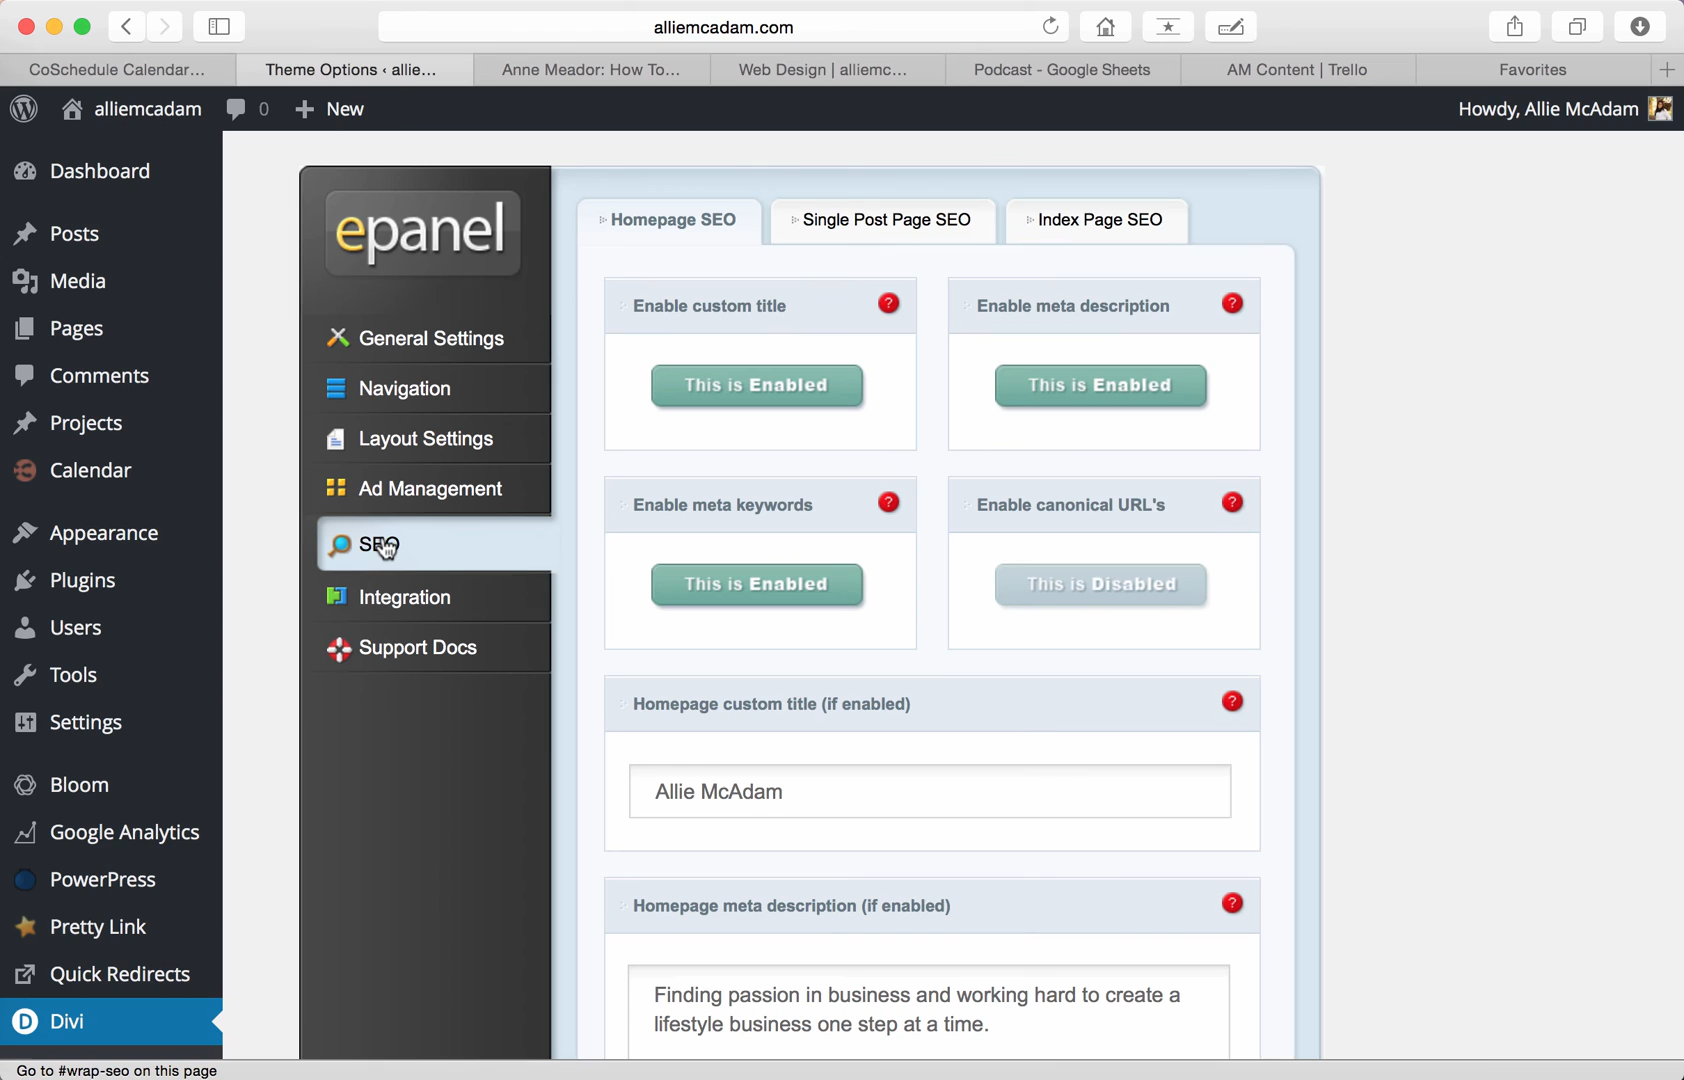 alliemcadam.com
CoSchedule Calendar...
Theme Options ‹ allie...
Anne Meador: How To...
Web Design | alliemc...
Podcast - Google Sheets
AM Content | Trello
Favorites
alliemcadam
0
New
Howdy, Allie McAdam
Dashboard
Posts
Media
Pages
Comments
Projects
Calendar
Appearance
Plugins
Users
Tools
Settings
Bloom
Google Analytics
PowerPress
Pretty Link
Quick Redirects
Divi
epanel
General Settings
Navigation
Layout Settings
Ad Management
SEO
Integration
Support Docs
Homepage SEO
Single Post Page SEO
Index Page SEO
Enable custom title
?
This is Enabled
Enable meta description
?
This is Enabled
Enable meta keywords
?
This is Enabled
Enable canonical URL's
?
This is Disabled
Homepage custom title (if enabled)
?
Allie McAdam
Homepage meta description (if enabled)
?
Finding passion in business and working hard to create a
lifestyle business one step at a time.
Go to #wrap-seo on this page